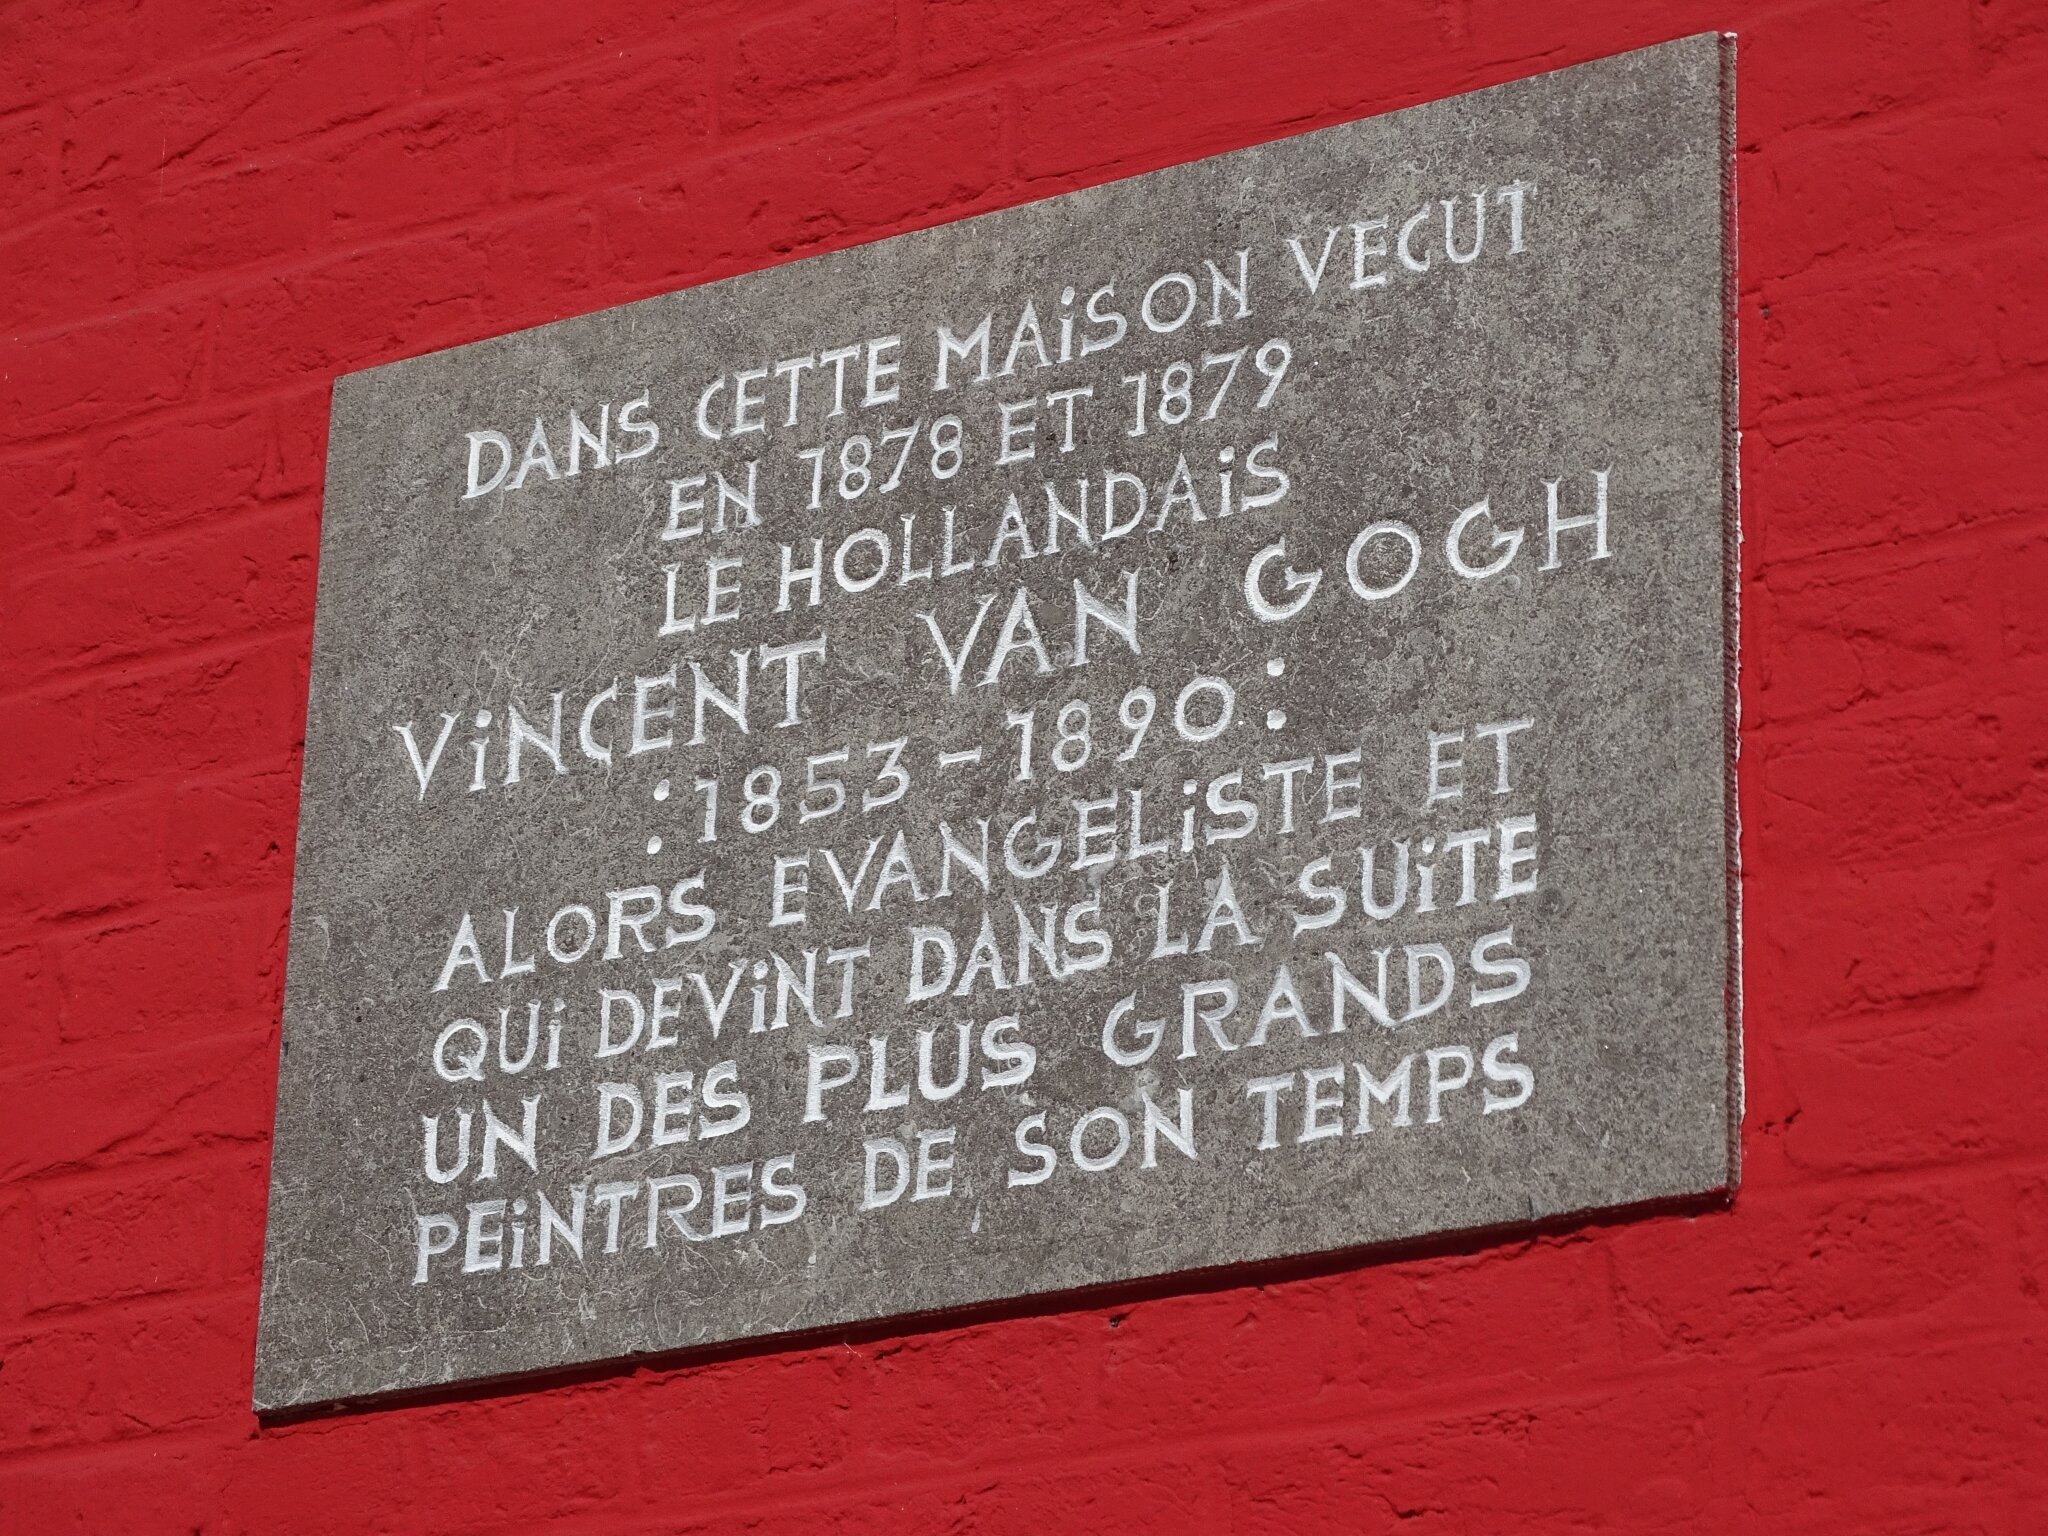 DANS CETTE MAiSON VECUT
EN 1878 ET 1879
LE HOLLANDAiS
ViNCENT VAN GOGH
:1853-1890:
ALORS EVANGELiSTE ET
QUi DEViNT DANS LA SUiTE
UN DES PLUS GRANDS
PEiNTRES DE SON TEMPS